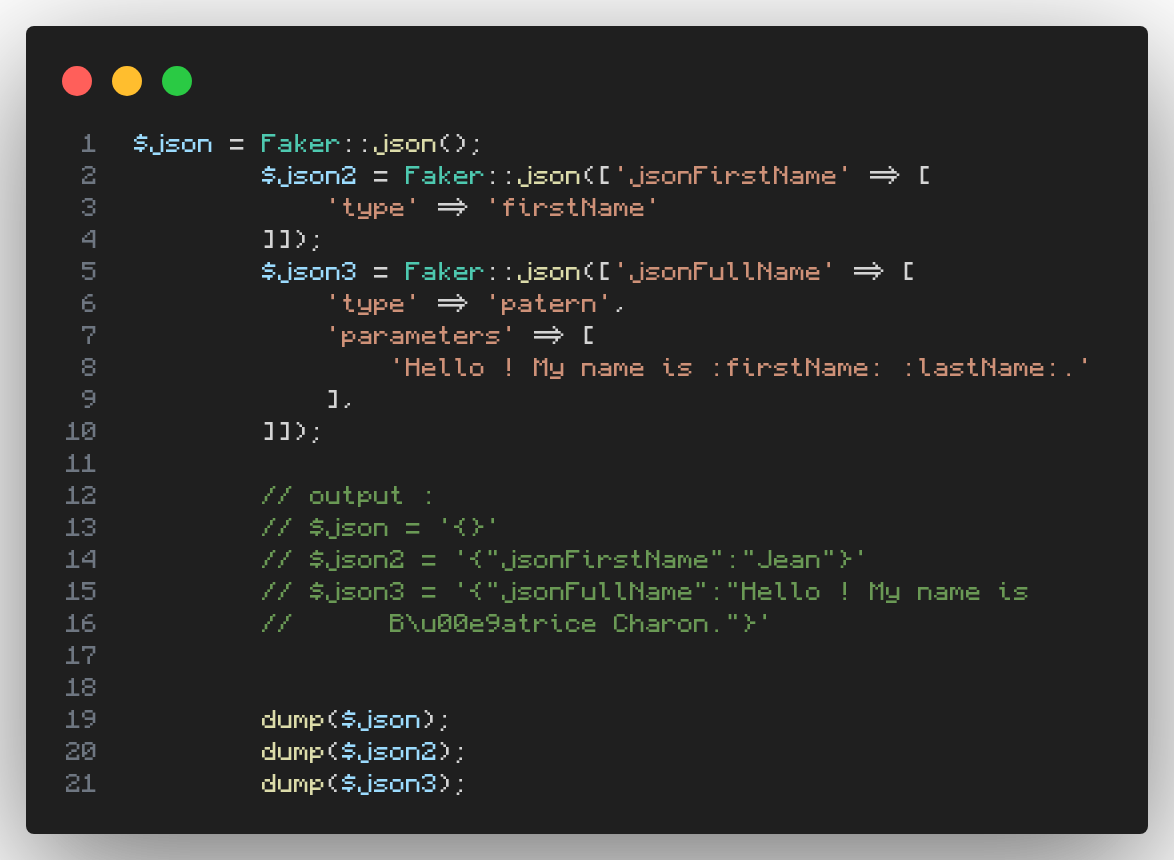 1 $json = Faker::json();
2         $json2 = Faker::json(['jsonFirstName' => [
3             'type' => 'firstName'
4         ]]);
5         $json3 = Faker::json(['jsonFullName' => [
6             'type' => 'patern',
7             'parameters' => [
8                 'Hello ! My name is :firstName: :lastName:.'
9             ],
10         ]]);
11
12         // output :
13         // $json = '{}'
14         // $json2 = '{"jsonFirstName":"Jean"}'
15         // $json3 = '{"jsonFullName":"Hello ! My name is
16         //      B\u00e9atrice Charon."}'
17
18
19         dump($json);
20         dump($json2);
21         dump($json3);